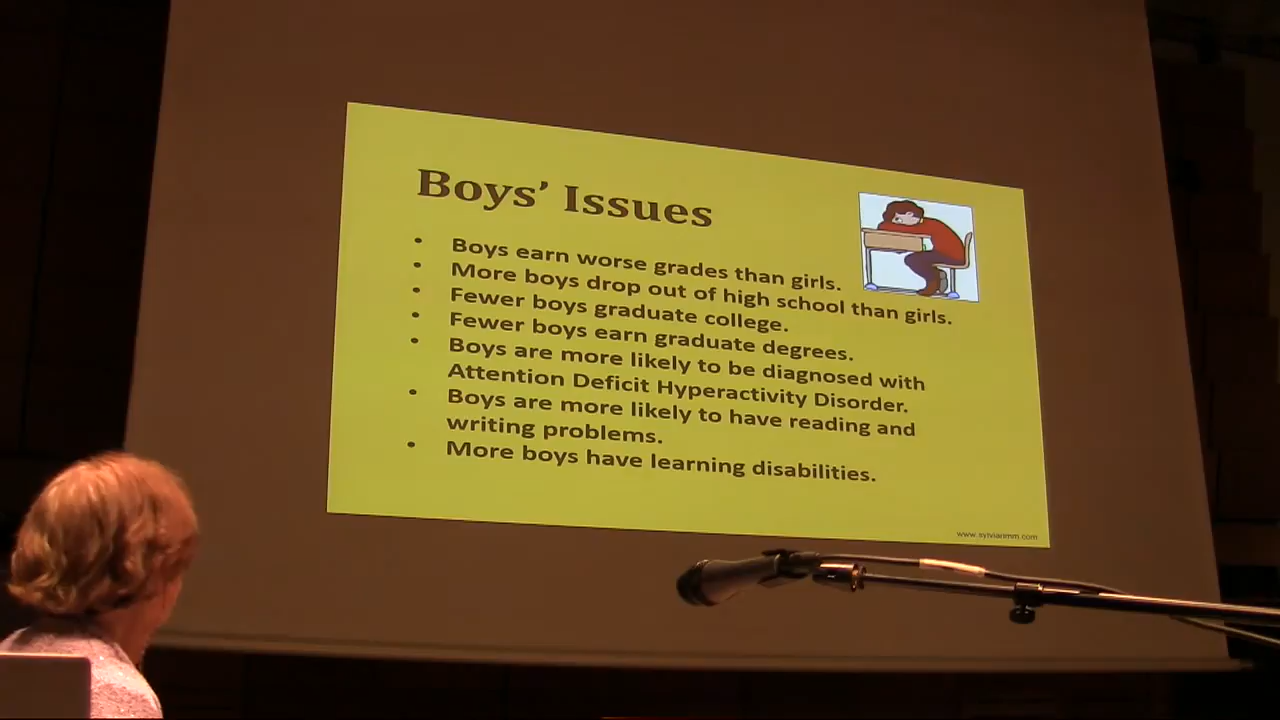 Boys' Issues
• Boys earn worse grades than girls.
• More boys drop out of high school than girls.
• Fewer boys graduate college.
• Fewer boys earn graduate degrees.
• Boys are more likely to be diagnosed with
Attention Deficit Hyperactivity Disorder.
• Boys are more likely to have reading and
writing problems.
• More boys have learning disabilities.
www.sylviarimm.com